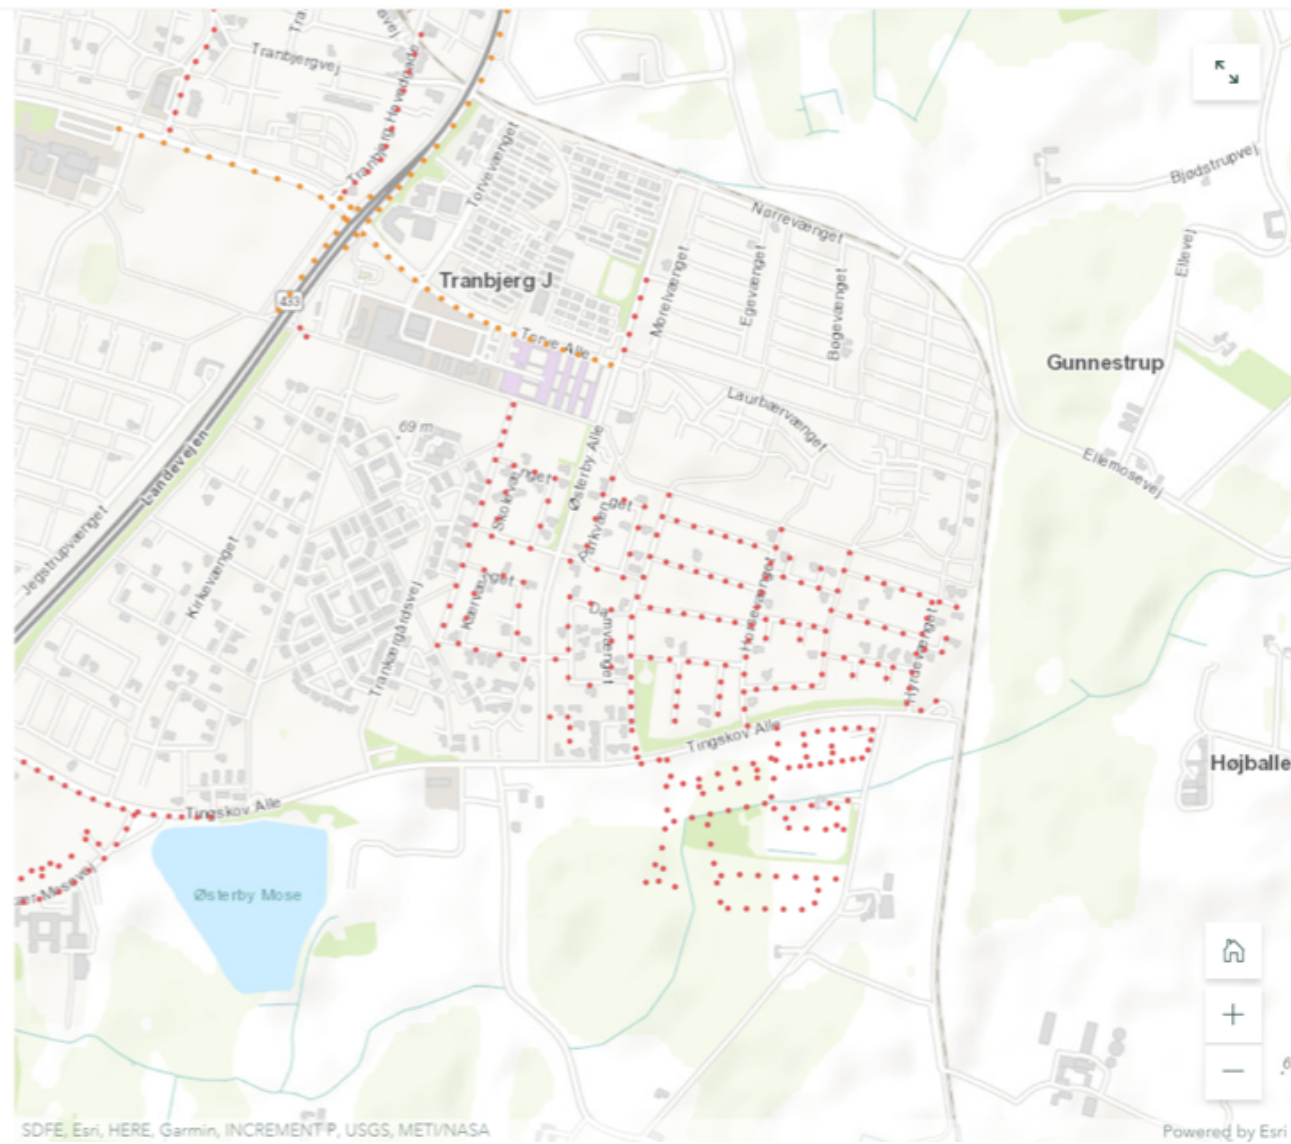 Tranbjergvej
Tranbjerg Hovedgade
Torvevænget
Bjødstrupvej
Nørrevænget
Ellevej
Tranbjerg J
Morelvænget
Egevænget
Bøgevænget
433
Torve Alle
Gunnestrup
Laurbærvænget
69 m
Landevejen
Østerby Alle
Ellemosevej
Jegstrupvænget
Kirkevænget
Trankærgårdsvej
Damvænget
Hyrdevænget
Tingskov Alle
Højballe
Tingskov Alle
Østerby Mose
SDFE, Esri, HERE, Garmin, INCREMENT P, USGS, METI/NASA
Powered by Esri